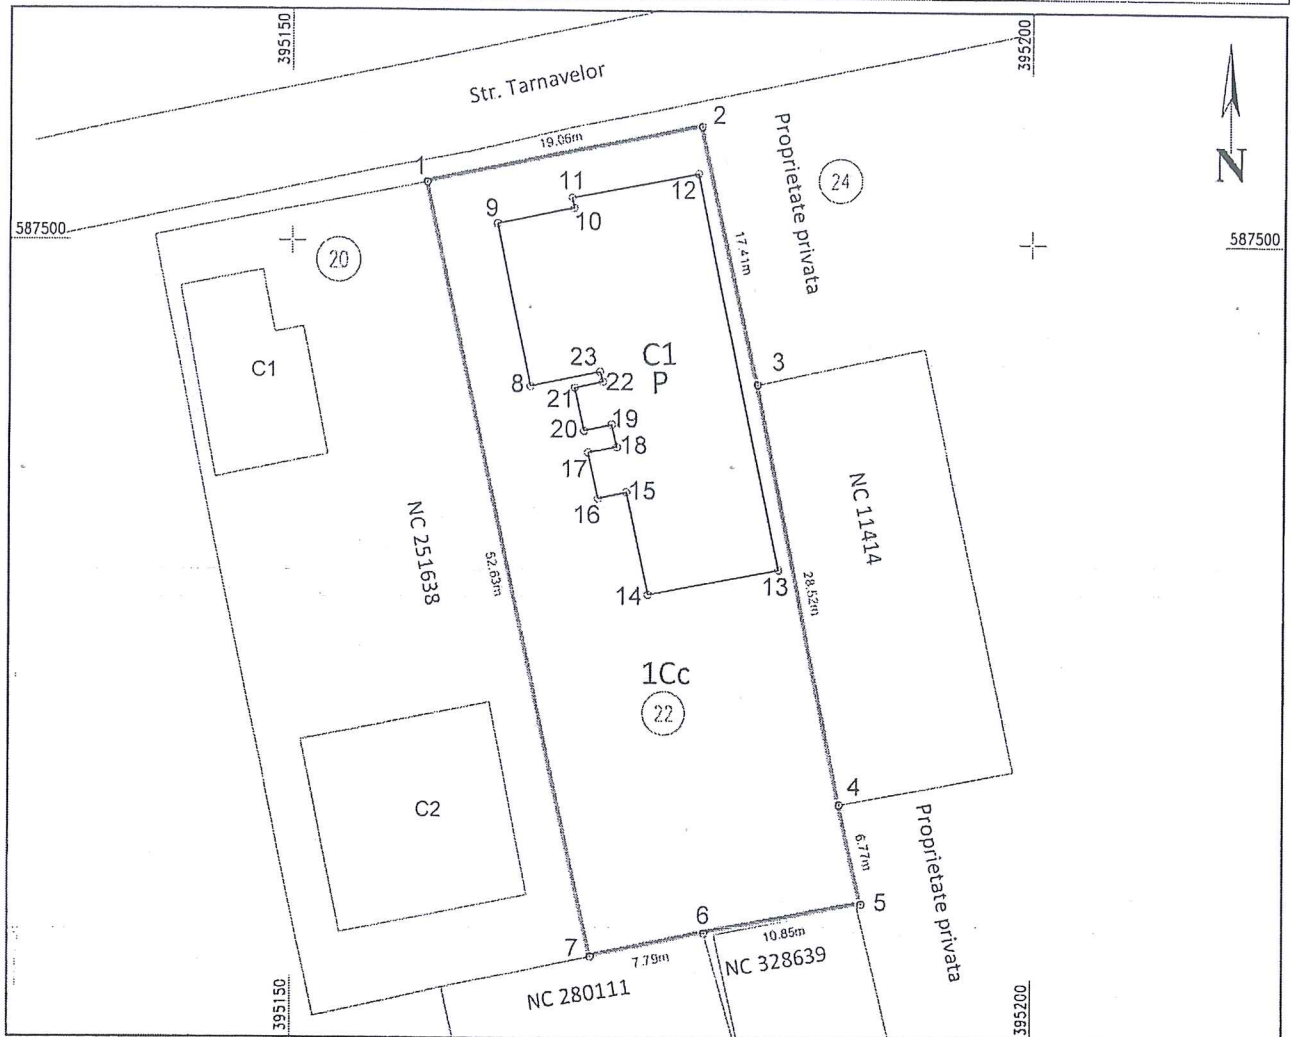 395150
395200
Str. Tarnavelor
2
19.06m
1
Proprietate privata
24
N
11
12
9
10
587500
587500
20
17.41m
C1
23
C1
P
3
8
22
21
19
20
18
17
15
16
NC 251638
52.63m
NC 11414
28.52m
14
13
1Cc
22
C2
4
6.77m
Proprietate privata
5
6
10.85m
7
7.79m
NC 328639
NC 280111
395150
395200